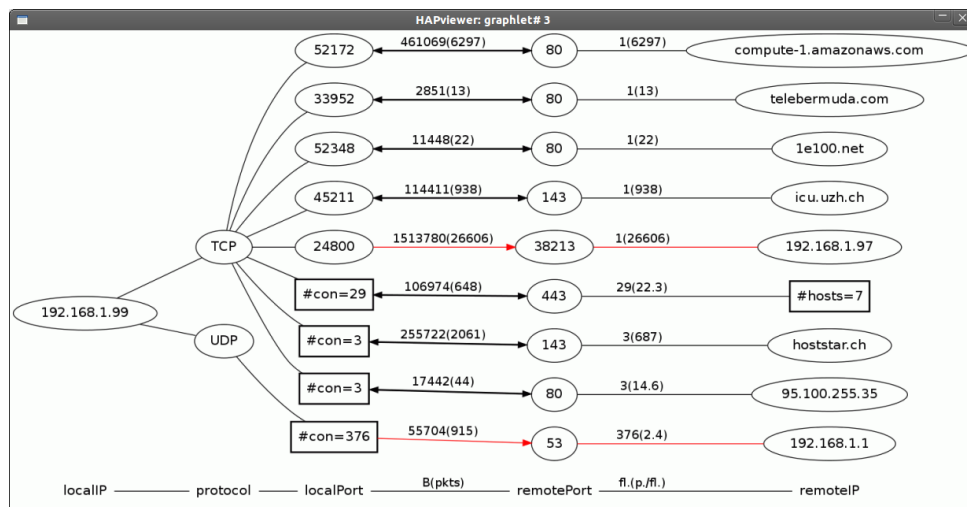 HAPviewer: graphlet# 3
52172 461069(6297) 80 1(6297) compute-1.amazonaws.com
33952 2851(13) 80 1(13) telebermuda.com
52348 11448(22) 80 1(22) 1e100.net
45211 114411(938) 143 1(938) icu.uzh.ch
TCP 24800 1513780(26606) 38213 1(26606) 192.168.1.97
#con=29 106974(648) 443 29(22.3) #hosts=7
192.168.1.99
UDP #con=3 255722(2061) 143 3(687) hoststar.ch
#con=3 17442(44) 80 3(14.6) 95.100.255.35
#con=376 55704(915) 53 376(2.4) 192.168.1.1
localIP protocol localPort B(pkts) remotePort fl.(p./fl.) remoteIP